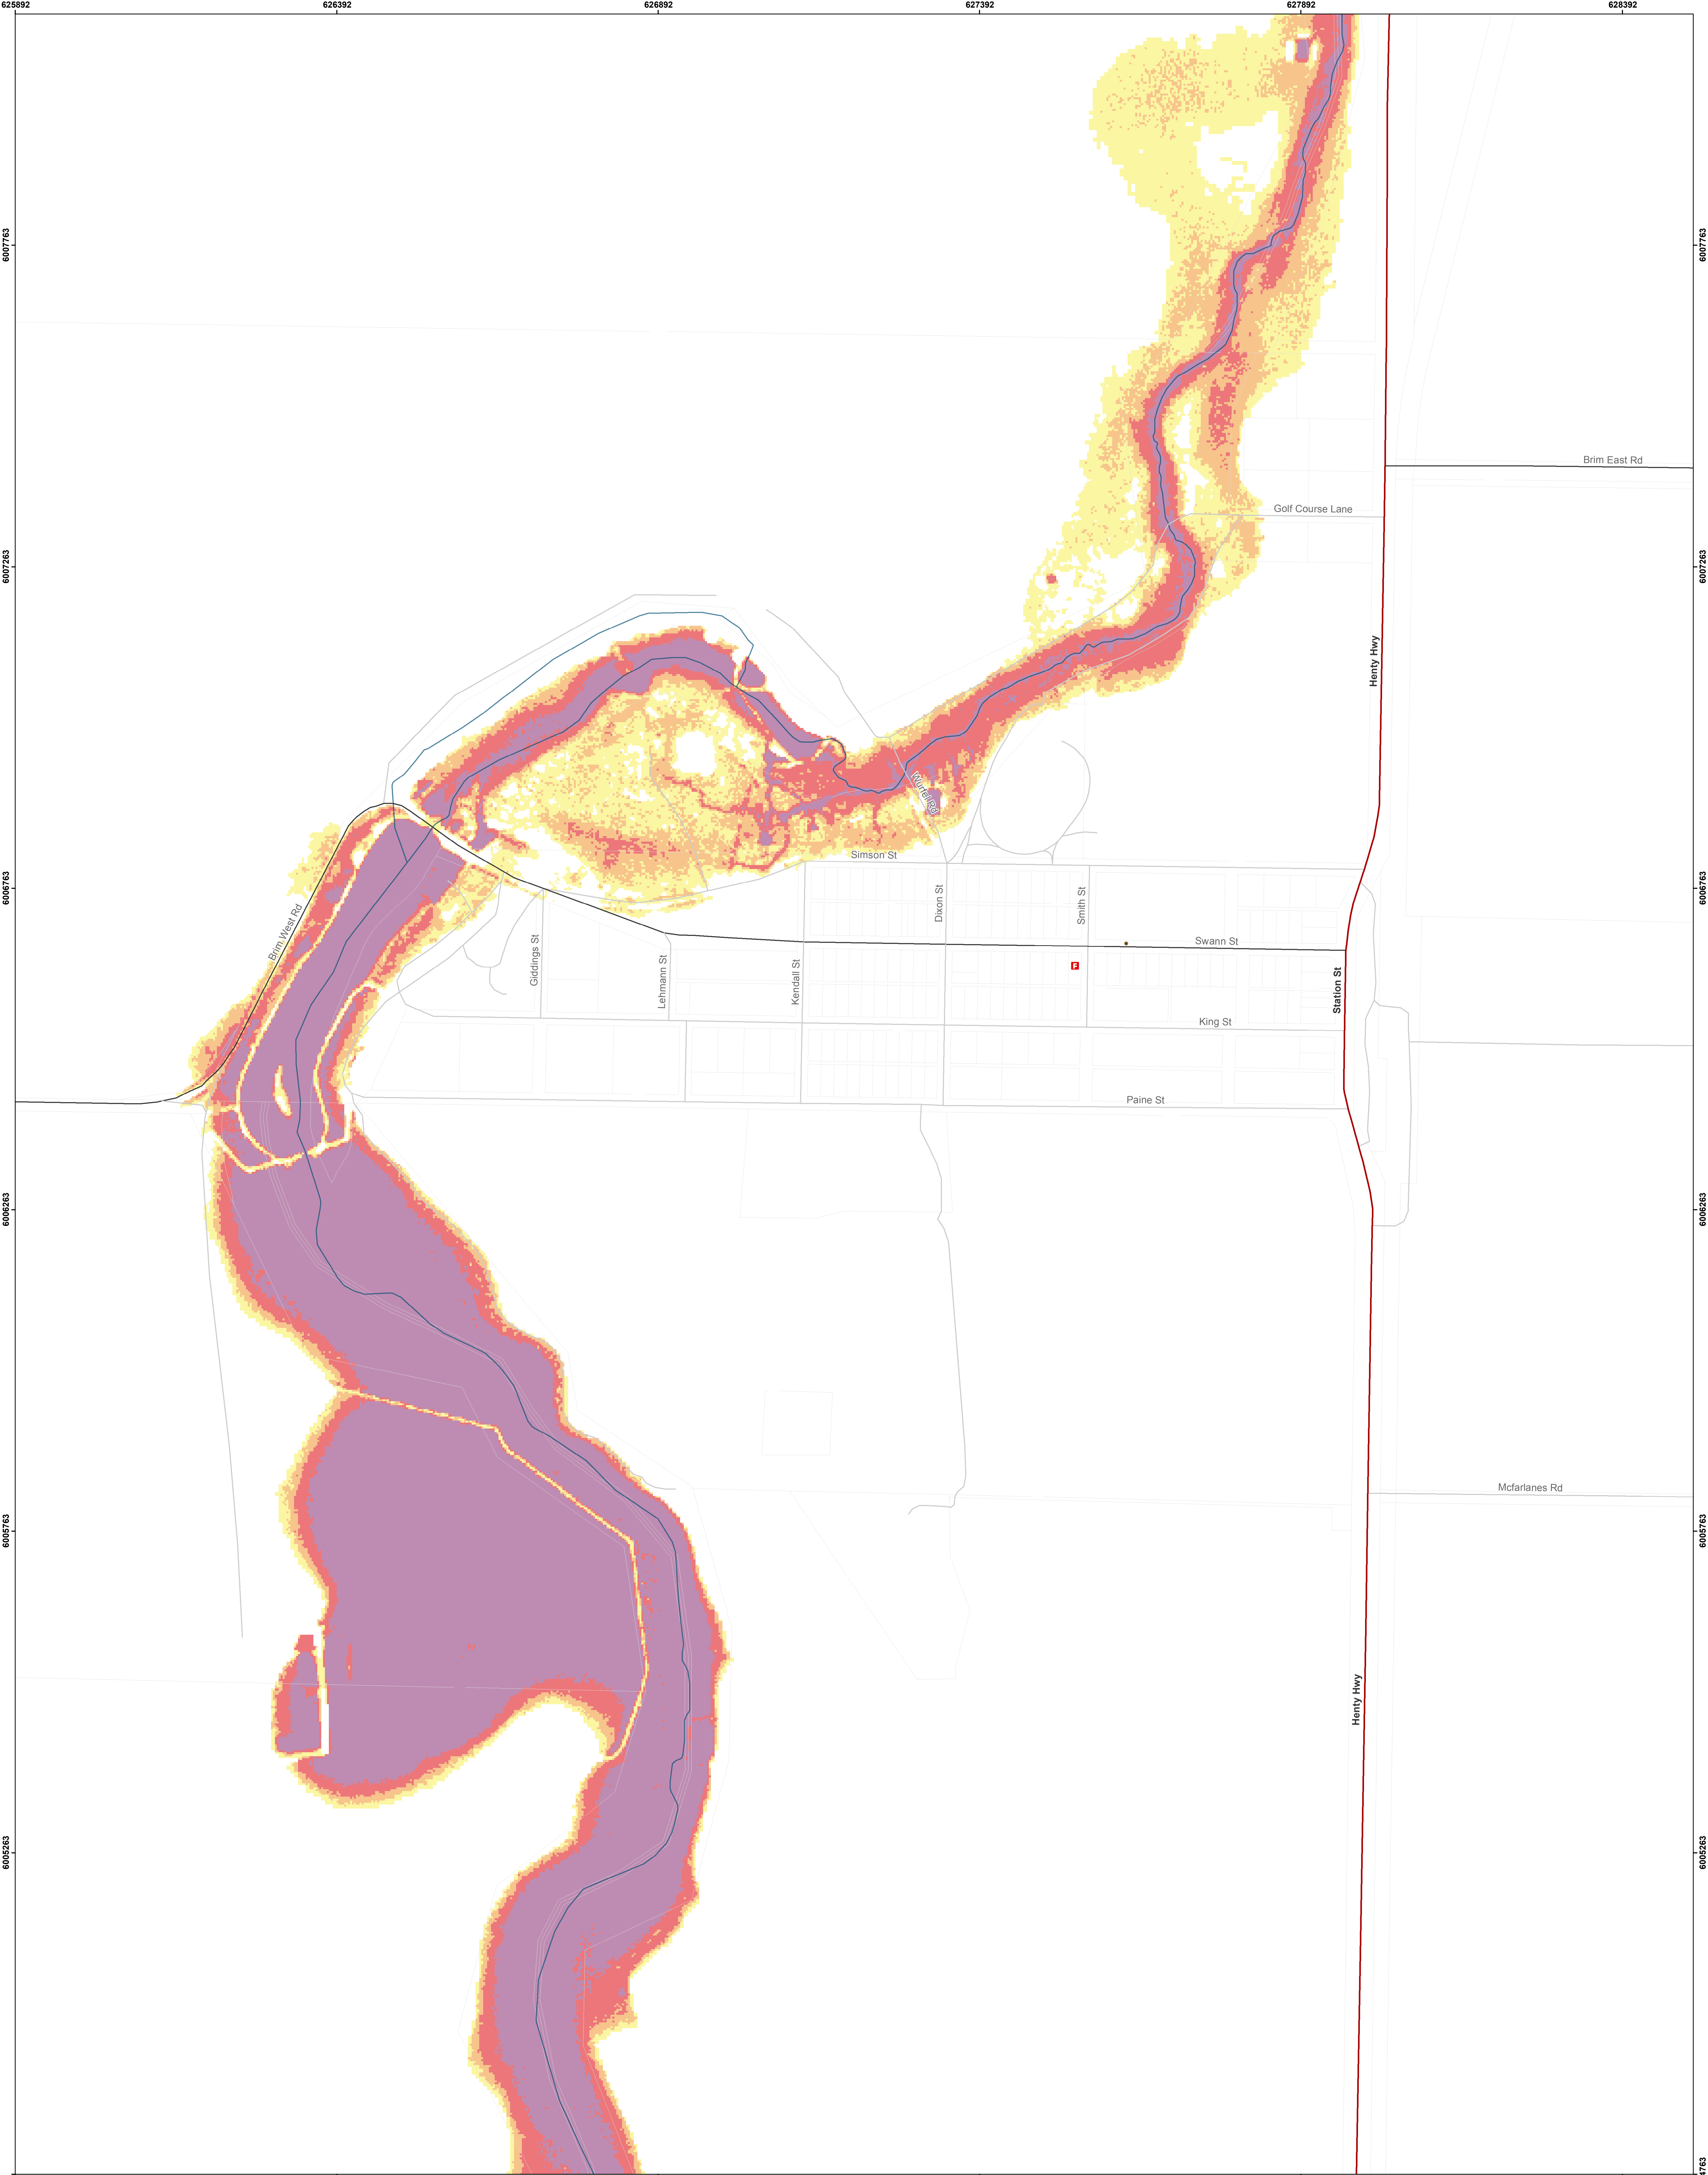 625892
626392
626892
627392
627892
628392
6007763
6007763
Brim East Rd
Golf Course Lane
6007263
6007263
Henty Hwy
Wurfel Rd
Simson St
6006763
6006763
Dixon St
Smith St
Brim West Rd
Giddings St
Lehmann St
Kendall St
Swann St
F
Station St
King St
Paine St
6006263
6006263
Mcfarlanes Rd
6005763
6005763
Henty Hwy
6005263
6005263